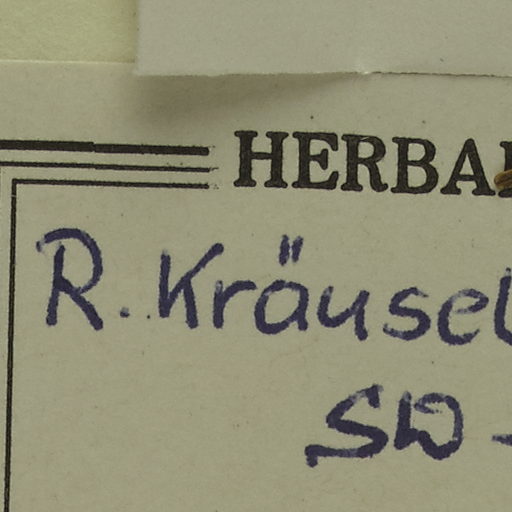 HERBA
R. Kräusel
SW -